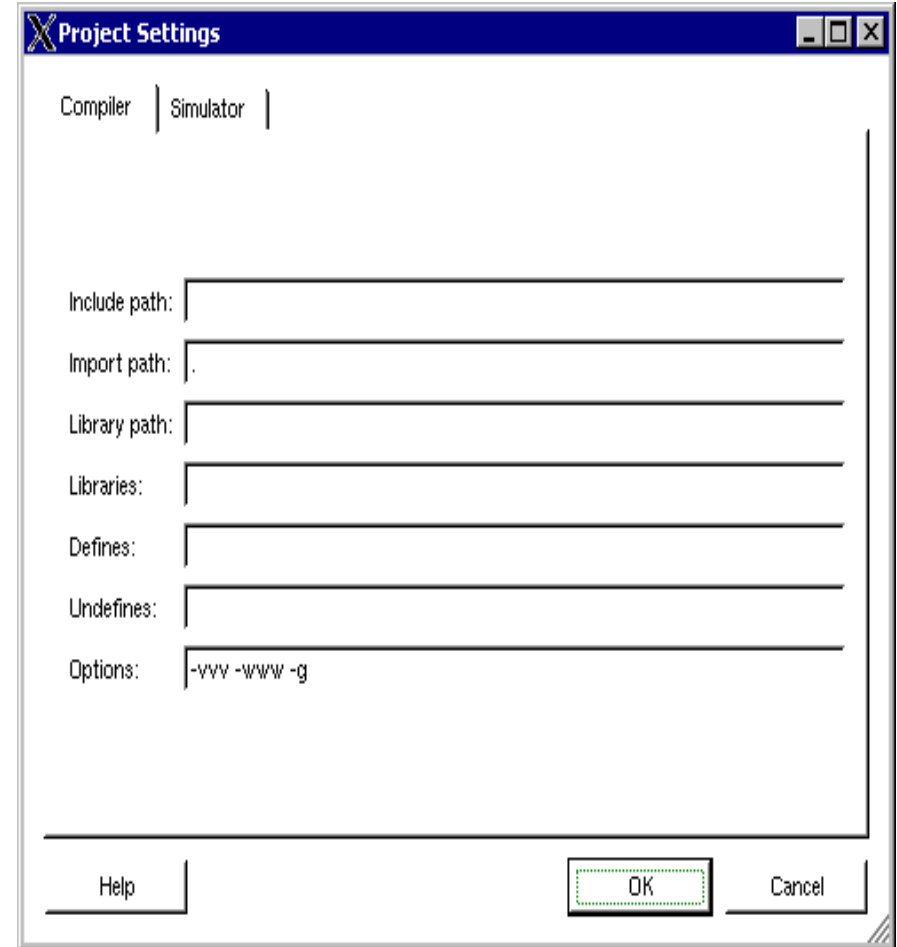 Project Settings
Compiler Simulator
Include path:
Import path: .
Library path:
Libraries:
Defines:
Undefines:
Options: -vvv -www -g
Help OK Cancel